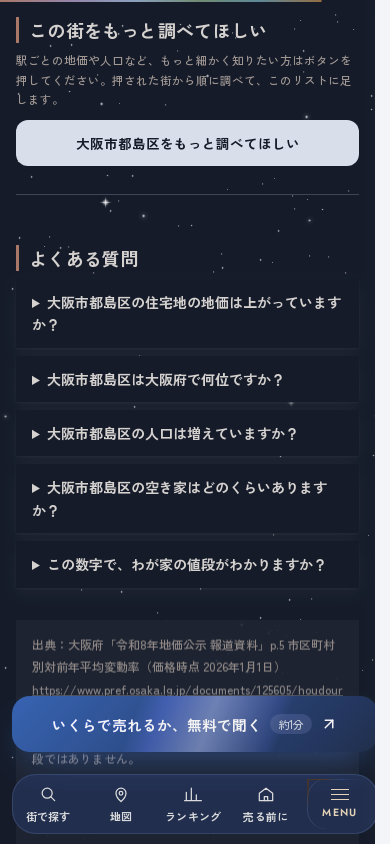 この街をもっと調べてほしい
駅ごとの地価や人口など、もっと細かく知りたい方はボタンを
押してください。押された街から順に調べて、このリストに足
します。
大阪市都島区をもっと調べてほしい
よくある質問
▶ 大阪市都島区の住宅地の地価は上がっています
か？
▶ 大阪市都島区は大阪府で何位ですか？
▶ 大阪市都島区の人口は増えていますか？
▶ 大阪市都島区の空き家はどのくらいあります
か？
▶ この数字で、わが家の値段がわかりますか？
出典：大阪府「令和8年地価公示 報道資料」p.5 市区町村
別対前年平均変動率（価格時点 2026年1月1日）
https://www.pref.osaka.lg.jp/documents/125605/houdour
いくらで売れるか、無料で聞く 約1分
段ではありません。
街で探す 地図 ランキング 売る前に MENU